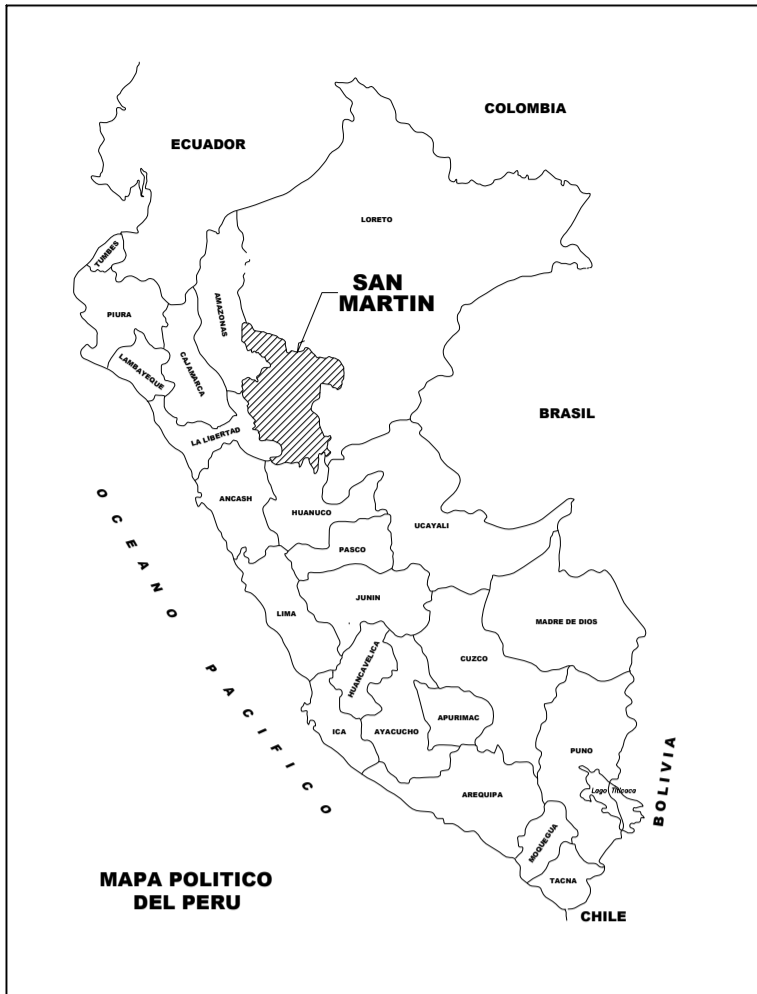 COLOMBIA
ECUADOR
LORETO
TUMBES
SAN
MARTIN
AMAZONAS
PIURA
LAMBAYEQUE
CAJAMARCA
BRASIL
LA LIBERTAD
ANCASH
HUANUCO
UCAYALI
PASCO
OCEANO PACIFICO
JUNIN
LIMA
MADRE DE DIOS
HUANCAVELICA
CUZCO
APURIMAC
ICA
AYACUCHO
PUNO
BOLIVIA
AREQUIPA
Lago Titicaca
MOQUEGUA
TACNA
MAPA POLITICO
DEL PERU
CHILE